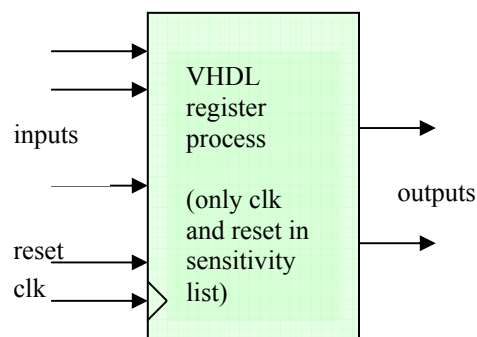 VHDL
register
process
inputs
(only clk
and reset in
sensitivity
list)
reset
clk
outputs